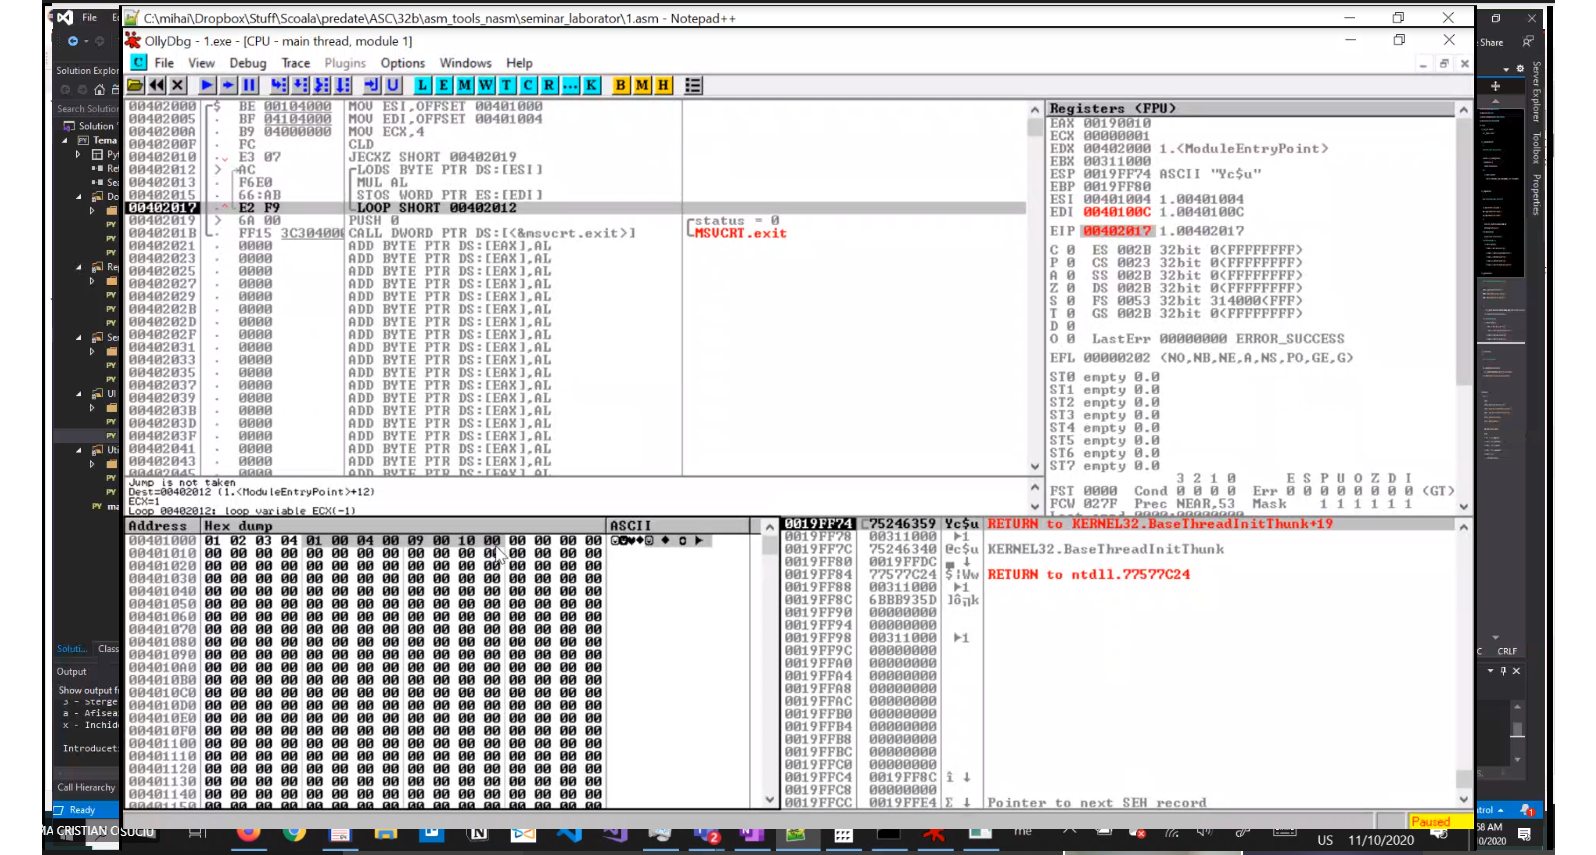 C:\mihai\Dropbox\Stuff\Scoala\predate\ASC\32b\asm_tools_nasm\seminar_laborator\1.asm - Notepad++
File
OllyDbg - 1.exe - [CPU - main thread, module 1]
Share
C File View Debug Trace Plugins Options Windows Help
Solution Explor
L E M W T C R ... K B M H
Search Solution
Solution
Tema
Server Explorer
Toolbox
Properties
00402000 $ BE 00104000 MOV ESI,OFFSET 00401000
00402005 . BF 04104000 MOV EDI,OFFSET 00401004
0040200A . B9 04000000 MOV ECX,4
0040200F . FC CLD
00402010 . E3 07 JECXZ SHORT 00402019
00402012 > AC LODS BYTE PTR DS:[ESI]
00402013 . F6E0 MUL AL
00402015 . 66:AB STOS WORD PTR ES:[EDI]
00402017 . E2 F9 LOOP SHORT 00402012
00402019 > 6A 00 PUSH 0 status = 0
0040201B . FF15 3C304000 CALL DWORD PTR DS:[<&msvcrt.exit>] MSVCRT.exit
00402021 . 0000 ADD BYTE PTR DS:[EAX],AL
00402023 . 0000 ADD BYTE PTR DS:[EAX],AL
00402025 . 0000 ADD BYTE PTR DS:[EAX],AL
00402027 . 0000 ADD BYTE PTR DS:[EAX],AL
00402029 . 0000 ADD BYTE PTR DS:[EAX],AL
0040202B . 0000 ADD BYTE PTR DS:[EAX],AL
0040202D . 0000 ADD BYTE PTR DS:[EAX],AL
0040202F . 0000 ADD BYTE PTR DS:[EAX],AL
00402031 . 0000 ADD BYTE PTR DS:[EAX],AL
00402033 . 0000 ADD BYTE PTR DS:[EAX],AL
00402035 . 0000 ADD BYTE PTR DS:[EAX],AL
00402037 . 0000 ADD BYTE PTR DS:[EAX],AL
00402039 . 0000 ADD BYTE PTR DS:[EAX],AL
0040203B . 0000 ADD BYTE PTR DS:[EAX],AL
0040203D . 0000 ADD BYTE PTR DS:[EAX],AL
0040203F . 0000 ADD BYTE PTR DS:[EAX],AL
00402041 . 0000 ADD BYTE PTR DS:[EAX],AL
00402043 . 0000 ADD BYTE PTR DS:[EAX],AL
00402045 . 0000 ADD BYTE PTR DS:[EAX],AL
Registers (FPU)
EAX 00190010
ECX 00000001
EDX 00402000 1.<ModuleEntryPoint>
EBX 00311000
ESP 0019FF74 ASCII "Yc$u"
EBP 0019FF80
ESI 00401004 1.00401004
EDI 0040100C 1.0040100C
EIP 00402017 1.00402017
C 0 ES 002B 32bit 0(FFFFFFFF)
P 0 CS 0023 32bit 0(FFFFFFFF)
A 0 SS 002B 32bit 0(FFFFFFFF)
Z 0 DS 002B 32bit 0(FFFFFFFF)
S 0 FS 0053 32bit 314000(FFF)
T 0 GS 002B 32bit 0(FFFFFFFF)
D 0
O 0 LastErr 00000000 ERROR_SUCCESS
EFL 00000202 (NO,NB,NE,A,NS,PO,GE,G)
ST0 empty 0.0
ST1 empty 0.0
ST2 empty 0.0
ST3 empty 0.0
ST4 empty 0.0
ST5 empty 0.0
ST6 empty 0.0
ST7 empty 0.0
3 2 1 0 E S P U O Z D I
FST 0000 Cond 0 0 0 0 Err 0 0 0 0 0 0 0 0 (GT)
FCW 027F Prec NEAR,53 Mask 1 1 1 1 1 1
Jump is not taken
Dest=00402012 (1.<ModuleEntryPoint>+12)
ECX=1
Loop 00402012: loop variable ECX(-1)
Address Hex dump ASCII
00401000 01 02 03 04 01 00 04 00 09 00 10 00 00 00 00 00
00401010 00 00 00 00 00 00 00 00 00 00 00 00 00 00 00 00
00401020 00 00 00 00 00 00 00 00 00 00 00 00 00 00 00 00
00401030 00 00 00 00 00 00 00 00 00 00 00 00 00 00 00 00
00401040 00 00 00 00 00 00 00 00 00 00 00 00 00 00 00 00
00401050 00 00 00 00 00 00 00 00 00 00 00 00 00 00 00 00
00401060 00 00 00 00 00 00 00 00 00 00 00 00 00 00 00 00
00401070 00 00 00 00 00 00 00 00 00 00 00 00 00 00 00 00
00401080 00 00 00 00 00 00 00 00 00 00 00 00 00 00 00 00
00401090 00 00 00 00 00 00 00 00 00 00 00 00 00 00 00 00
004010A0 00 00 00 00 00 00 00 00 00 00 00 00 00 00 00 00
004010B0 00 00 00 00 00 00 00 00 00 00 00 00 00 00 00 00
004010C0 00 00 00 00 00 00 00 00 00 00 00 00 00 00 00 00
004010D0 00 00 00 00 00 00 00 00 00 00 00 00 00 00 00 00
004010E0 00 00 00 00 00 00 00 00 00 00 00 00 00 00 00 00
004010F0 00 00 00 00 00 00 00 00 00 00 00 00 00 00 00 00
00401100 00 00 00 00 00 00 00 00 00 00 00 00 00 00 00 00
00401110 00 00 00 00 00 00 00 00 00 00 00 00 00 00 00 00
00401120 00 00 00 00 00 00 00 00 00 00 00 00 00 00 00 00
00401130 00 00 00 00 00 00 00 00 00 00 00 00 00 00 00 00
00401140 00 00 00 00 00 00 00 00 00 00 00 00 00 00 00 00
00401150 00 00 00 00 00 00 00 00 00 00 00 00 00 00 00 00
0019FF74 75246359 Yc$u RETURN to KERNEL32.BaseThreadInitThunk+19
0019FF78 00311000 ►1
0019FF7C 75246340 @c$u KERNEL32.BaseThreadInitThunk
0019FF80 0019FFDC ▄ ↓
0019FF84 77577C24 $|Ww RETURN to ntdll.77577C24
0019FF88 00311000 ►1
0019FF8C 6BBB935D ]ô╗k
0019FF90 00000000
0019FF94 00000000
0019FF98 00311000 ►1
0019FF9C 00000000
0019FFA0 00000000
0019FFA4 00000000
0019FFA8 00000000
0019FFAC 00000000
0019FFB0 00000000
0019FFB4 00000000
0019FFB8 00000000
0019FFBC 00000000
0019FFC0 00000000
0019FFC4 0019FF8C î ↓
0019FFC8 00000000
0019FFCC 0019FFE4 Σ ↓ Pointer to next SEH record
Soluti... Class
CRLF
Output
Show output f
3 - Sterge
a - Afisea
x - Inchid
Introducet
Call Hierarchy
Ready
Paused
CRISTIAN OSUCIU
me
US 11/10/2020